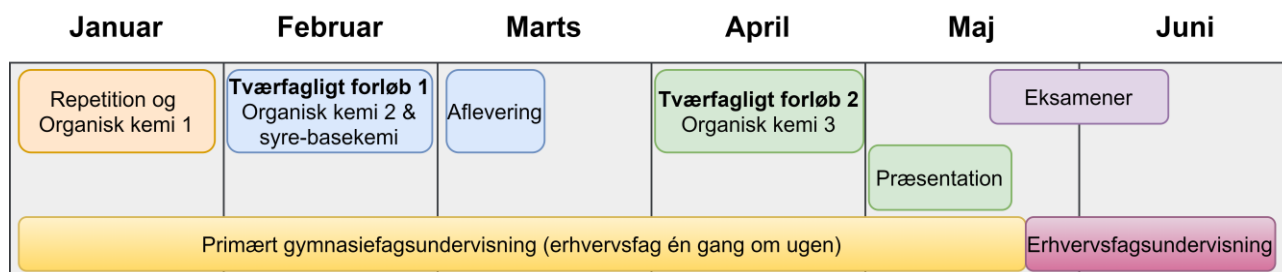 Januar
Februar
Marts
April
Maj
Juni
Repetition og
Organisk kemi 1
Tværfagligt forløb 1
Organisk kemi 2 &
syre-basekemi
Aflevering
Tværfagligt forløb 2
Organisk kemi 3
Eksamener
Præsentation
Primært gymnasiefagsundervisning (erhvervsfag én gang om ugen)
Erhvervsfagsundervisning